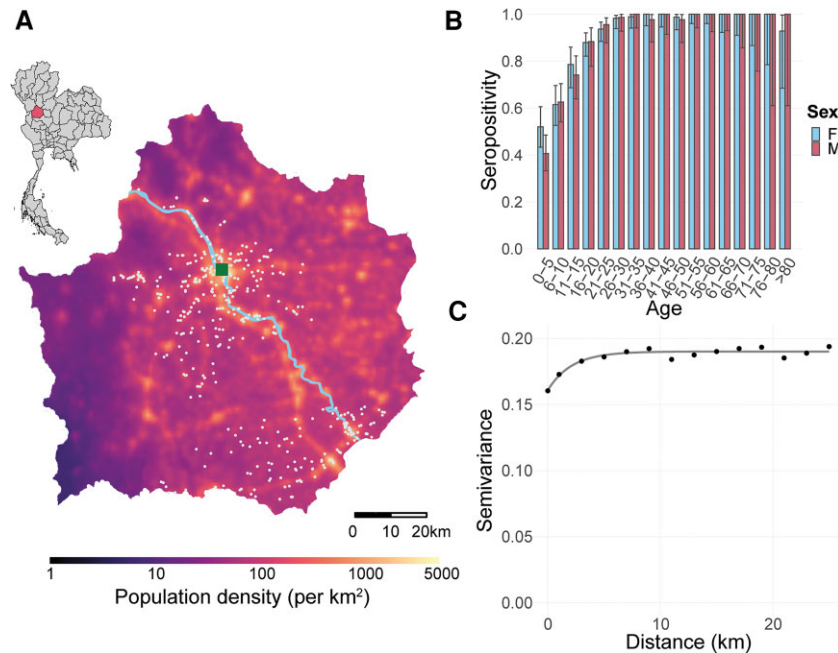 A
0 10 20km
1 10 100 1000 5000
Population density (per km²)
B
1.0
0.8
0.6
0.4
0.2
0.0
Seropositivity
0–5
6–10
11–15
16–20
21–25
26–30
31–35
36–40
41–45
46–50
51–55
56–60
61–65
66–70
71–75
76–80
>80
Age
Sex
F
M
C
0.20
0.15
0.10
0.05
0.00
Semivariance
0 10 20
Distance (km)